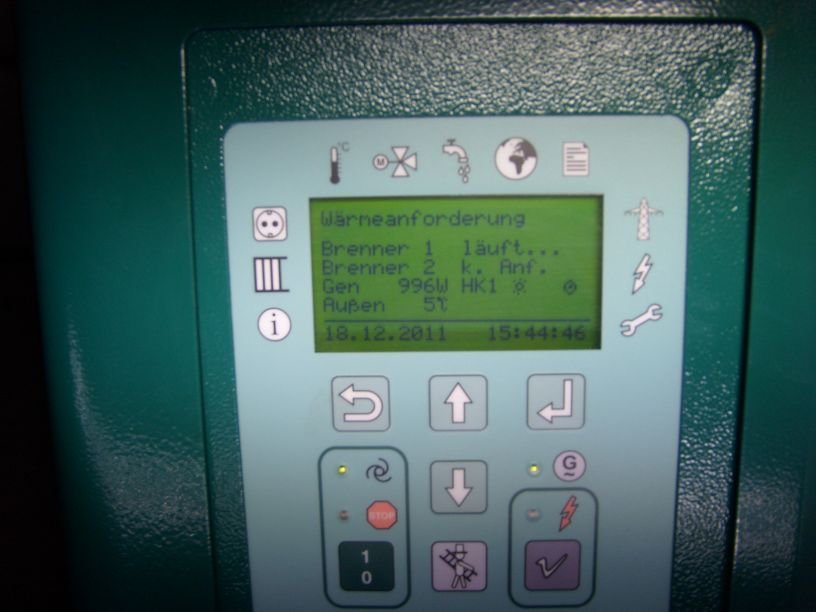 °C
M
Wärmeanforderung
Brenner 1 läuft...
Brenner 2 k. Anf.
Gen 996W HK1
Außen 5℃
18.12.2011 15:44:46
i
G
STOP
1
0